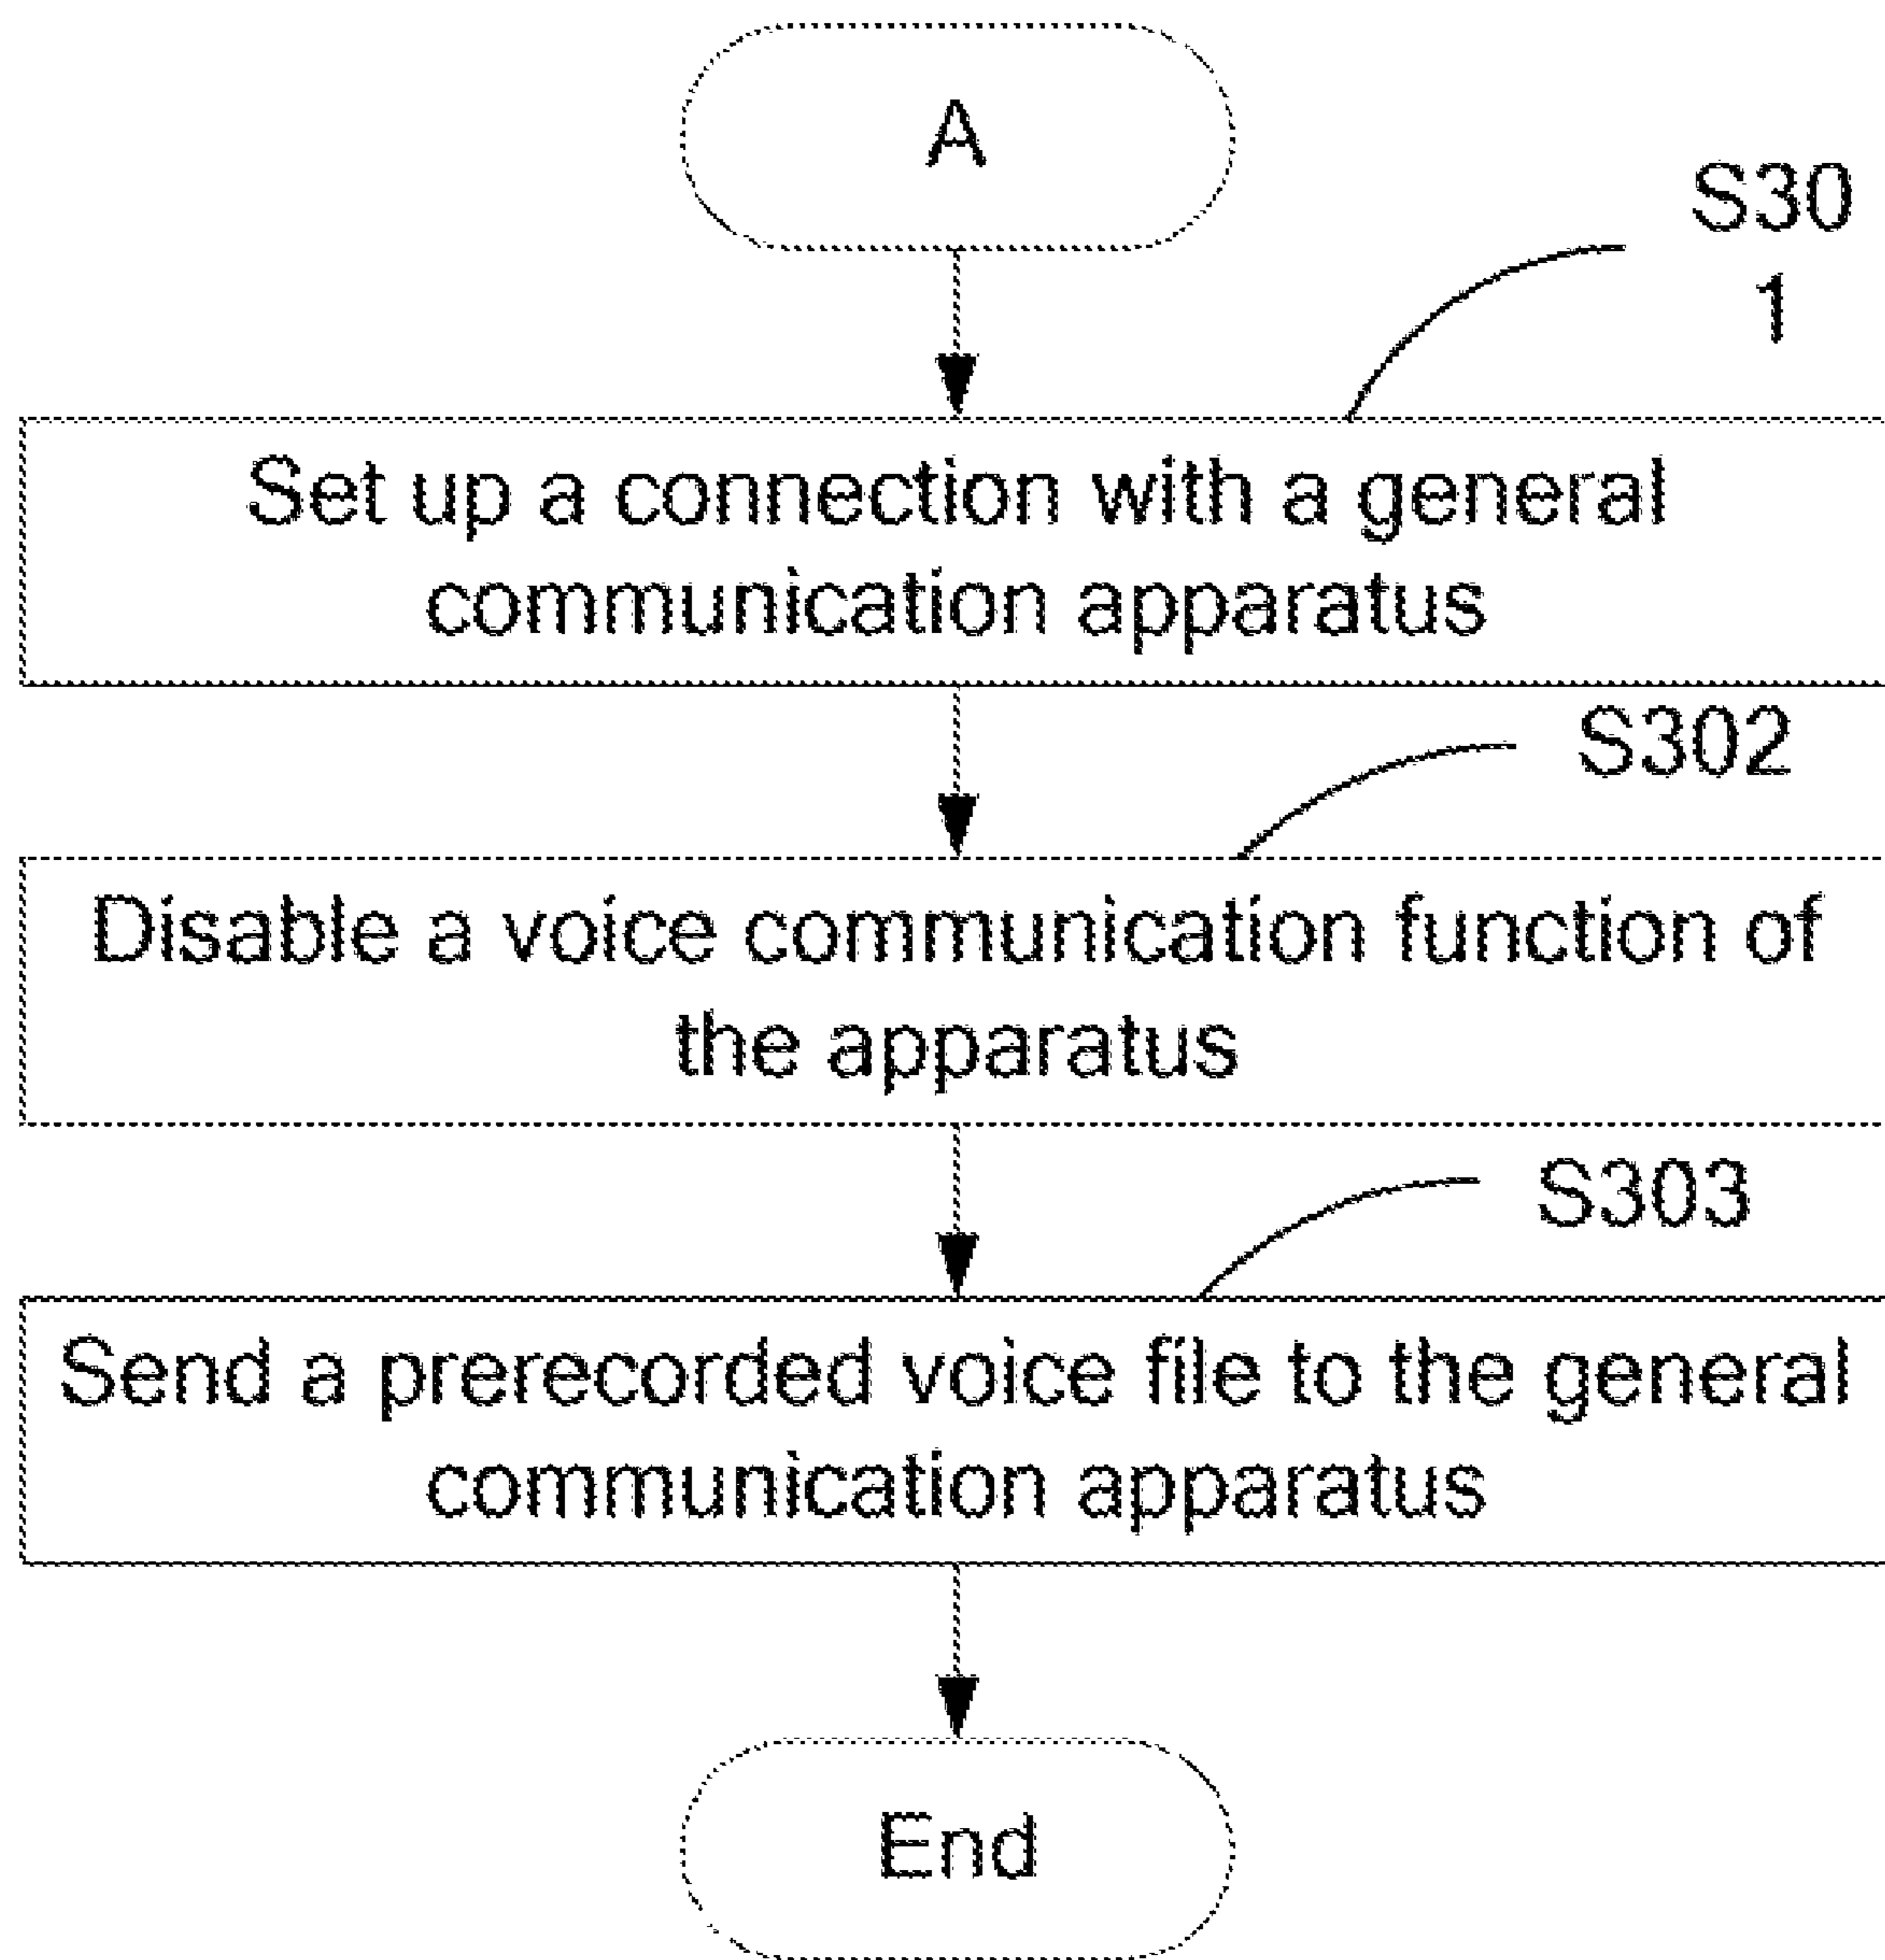 A
S30
1
Set up a connection with a general
communication apparatus
S302
Disable a voice communication function of
the apparatus
S303
Send a prerecorded voice file to the general
communication apparatus
End